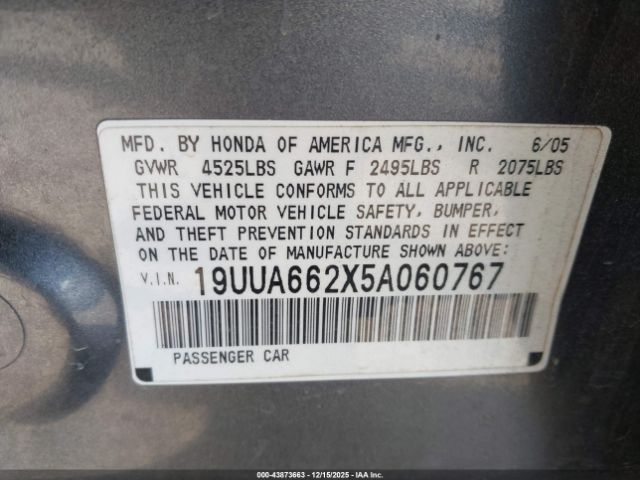 MFD. BY HONDA OF AMERICA MFG., INC. 6/05
GVWR 4525LBS GAWR F 2495LBS R 2075LBS
THIS VEHICLE CONFORMS TO ALL APPLICABLE
FEDERAL MOTOR VEHICLE SAFETY, BUMPER,
AND THEFT PREVENTION STANDARDS IN EFFECT
ON THE DATE OF MANUFACTURE SHOWN ABOVE:
V.I.N. 19UUA662X5A060767
PASSENGER CAR
000-43873663 - 12/15/2025 - IAAI.COM